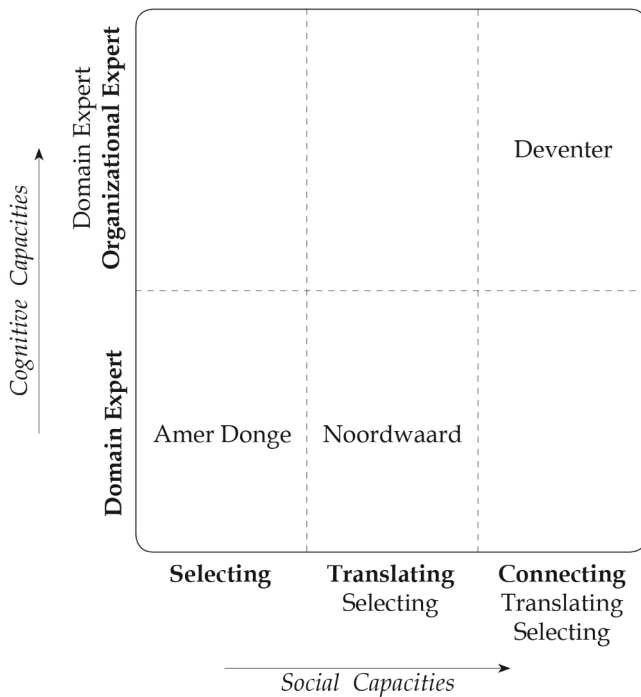 Cognitive Capacities
Domain Expert
Organizational Expert
Deventer
Domain Expert
Amer Donge
Noordwaard
Selecting
Translating
Selecting
Connecting
Translating
Selecting
Social Capacities